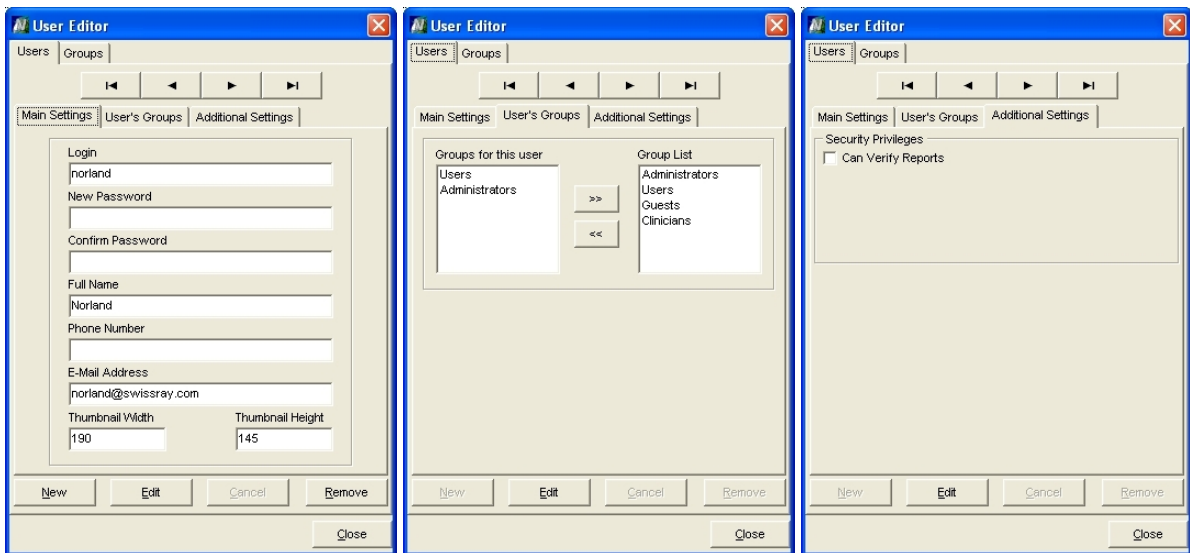 User Editor
Users Groups
Main Settings User's Groups Additional Settings
Login
norland
New Password
Confirm Password
Full Name
Norland
Phone Number
E-Mail Address
norland@swissray.com
Thumbnail Width Thumbnail Height
190 145
New Edit Cancel Remove
Close
User Editor
Users Groups
Main Settings User's Groups Additional Settings
Groups for this user Group List
Users Administrators
Administrators Users
>> Guests
<< Clinicians
New Edit Cancel Remove
Close
User Editor
Users Groups
Main Settings User's Groups Additional Settings
Security Privileges
Can Verify Reports
New Edit Cancel Remove
Close